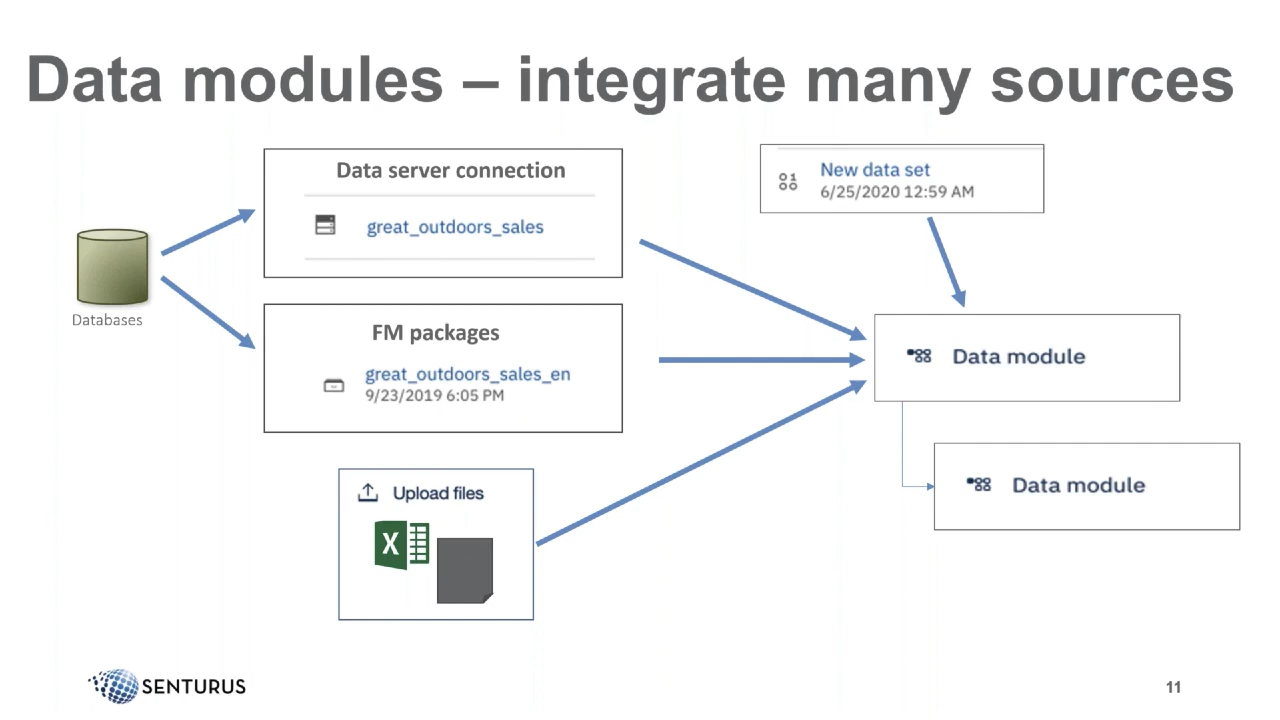 Data modules – integrate many sources
Data server connection
great_outdoors_sales
New data set
6/25/2020 12:59 AM
Databases
FM packages
great_outdoors_sales_en
9/23/2019 6:05 PM
Data module
Upload files
X
Data module
SENTURUS
11